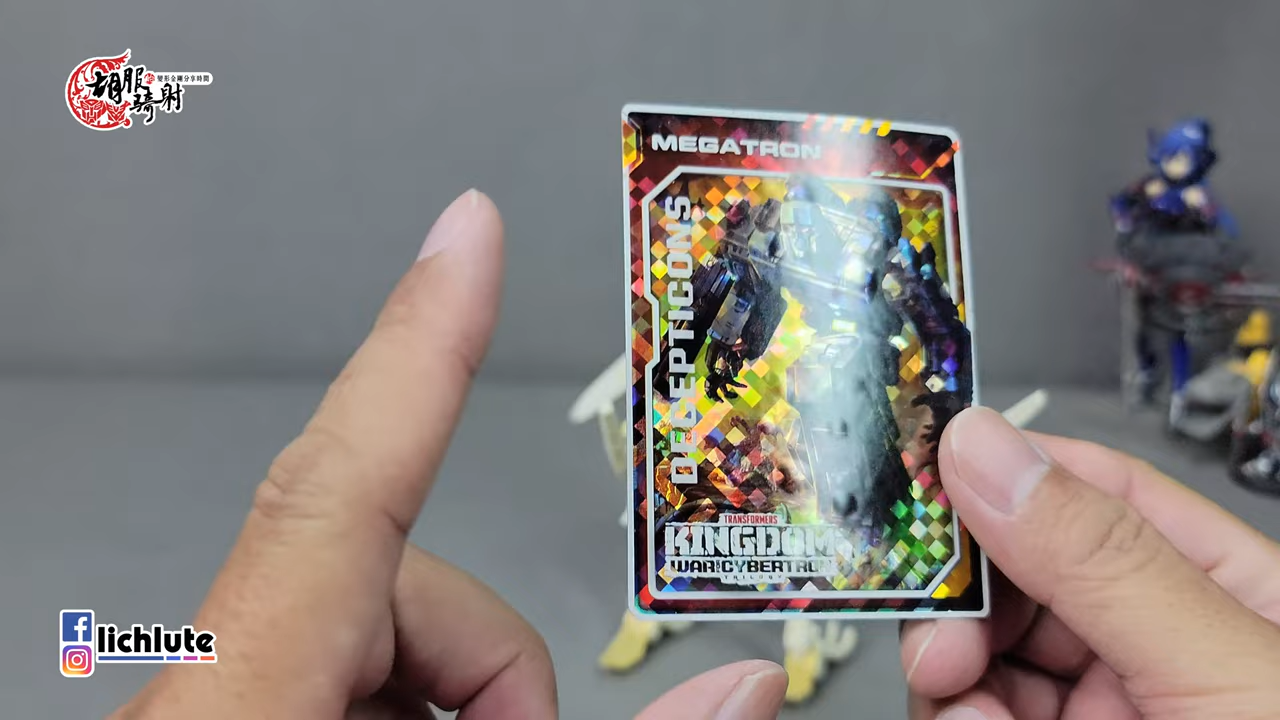 胡服騎射
變形金剛分享時間
MEGATRON
DECEPTICONS
TRANSFORMERS
KINGDOM
WAR FOR CYBERTRON
TRILOGY
lichlute